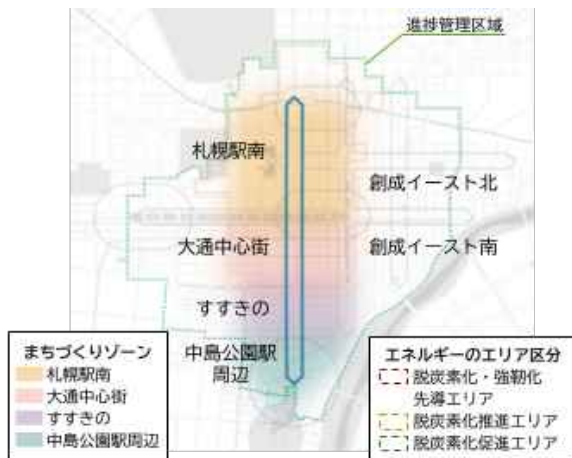 進捗管理区域
札幌駅南
創成イースト北
大通中心街
創成イースト南
すすきの
中島公園駅
周辺
まちづくりゾーン
札幌駅南
大通中心街
すすきの
中島公園駅周辺
エネルギーのエリア区分
脱炭素化・強靭化
先導エリア
脱炭素化推進エリア
脱炭素化促進エリア